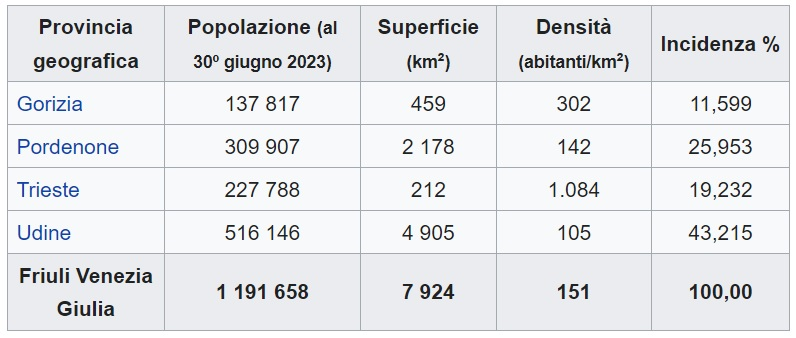 Provincia geografica Popolazione (al 30º giugno 2023) Superficie (km²) Densità (abitanti/km²) Incidenza %
Gorizia 137 817 459 302 11,599
Pordenone 309 907 2 178 142 25,953
Trieste 227 788 212 1.084 19,232
Udine 516 146 4 905 105 43,215
Friuli Venezia Giulia 1 191 658 7 924 151 100,00